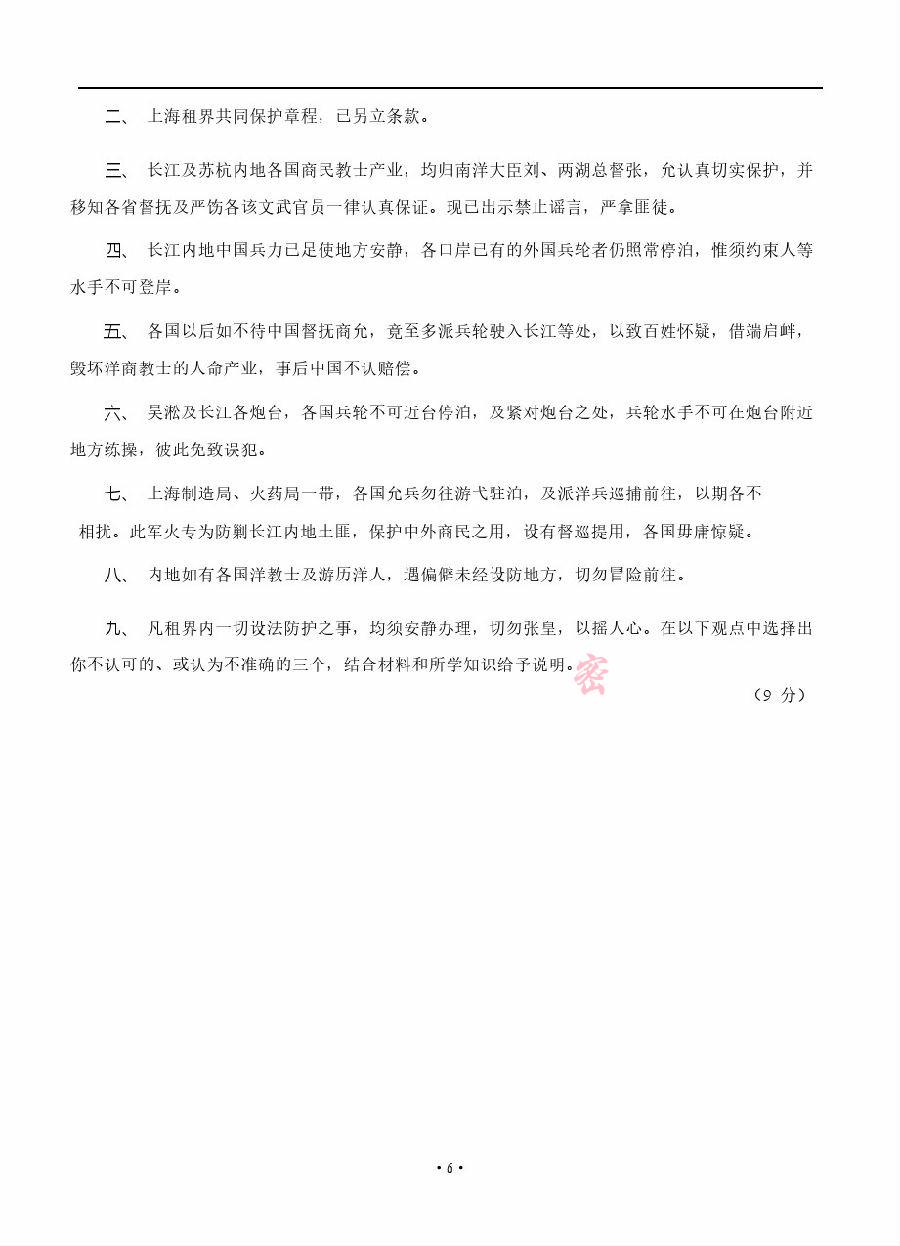 二、 上海租界共同保护章程，已另立条款。
三、 长江及苏杭内地各国商民教士产业，均归南洋大臣刘、两湖总督张，允认真切实保护，并
移知各省督抚及严饬各该文武官员一律认真保证。现已出示禁止谣言，严拿匪徒。
四、 长江内地中国兵力已足使地方安静，各口岸已有的外国兵轮者仍照常停泊，惟须约束人等
水手不可登岸。
五、 各国以后如不待中国督抚商允，竟至多派兵轮驶入长江等处，以致百姓怀疑，借端启衅，
毁坏洋商教士的人命产业，事后中国不认赔偿。
六、 吴淞及长江各炮台，各国兵轮不可近台停泊，及紧对炮台之处，兵轮水手不可在炮台附近
地方练操，彼此免致误犯。
七、 上海制造局、火药局一带，各国允兵勿往游弋驻泊，及派洋兵巡捕前往，以期各不
相扰。此军火专为防剿长江内地土匪，保护中外商民之用，设有督巡提用，各国毋庸惊疑。
八、 内地如有各国洋教士及游历洋人，遇偏僻未经设防地方，切勿冒险前往。
九、 凡租界内一切设法防护之事，均须安静办理，切勿张皇，以摇人心。在以下观点中选择出
你不认可的、或认为不准确的三个，结合材料和所学知识给予说明。密
（9 分）
·6·